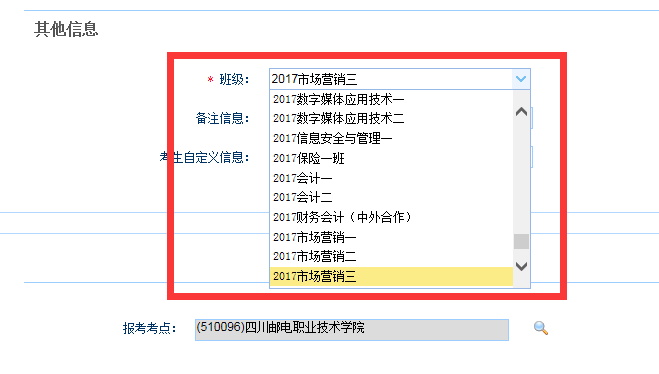 其他信息
* 班级： 2017市场营销三
2017数字媒体应用技术一
备注信息： 2017数字媒体应用技术二
2017信息安全与管理一
考生自定义信息： 2017保险一班
2017会计一
2017会计二
2017财务会计（中外合作）
2017市场营销一
2017市场营销二
2017市场营销三
报考考点： (510096)四川邮电职业技术学院